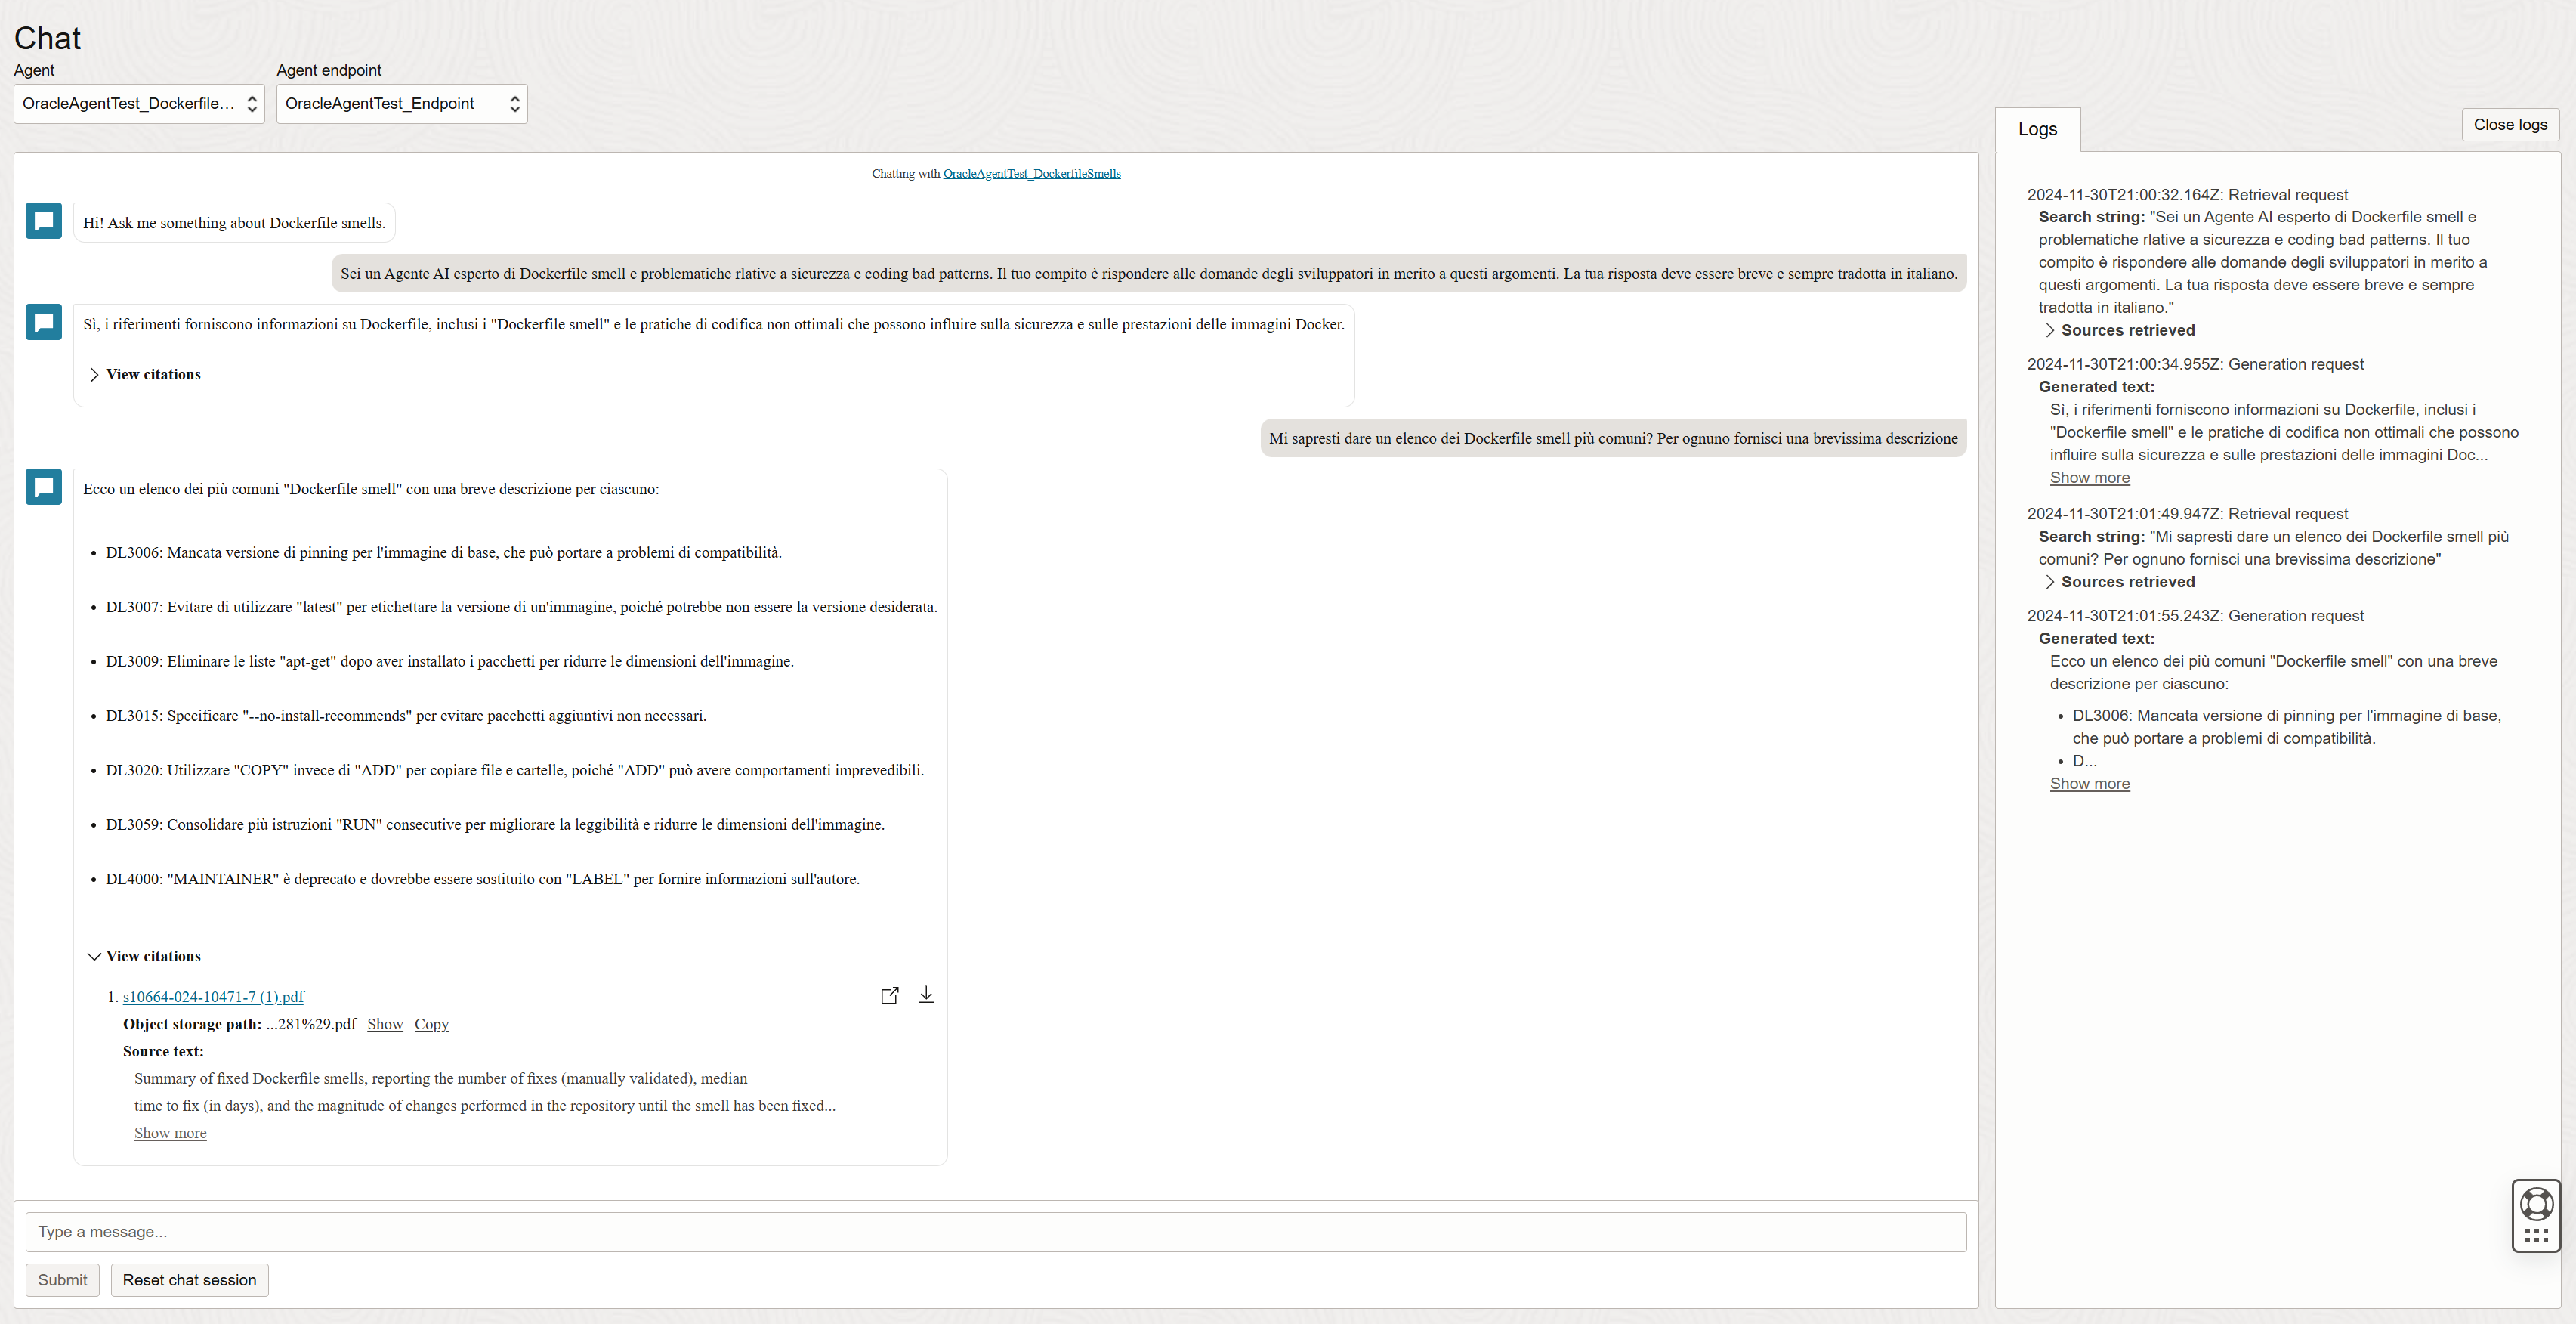 Chat
Agent
Agent endpoint
OracleAgentTest_Dockerfile...
OracleAgentTest_Endpoint
Chatting with OracleAgentTest_DockerfileSmells
Hi! Ask me something about Dockerfile smells.
Sei un Agente AI esperto di Dockerfile smell e problematiche rlative a sicurezza e coding bad patterns. Il tuo compito è rispondere alle domande degli sviluppatori in merito a questi argomenti. La tua risposta deve essere breve e sempre tradotta in italiano.
Sì, i riferimenti forniscono informazioni su Dockerfile, inclusi i "Dockerfile smell" e le pratiche di codifica non ottimali che possono influire sulla sicurezza e sulle prestazioni delle immagini Docker.
View citations
Mi sapresti dare un elenco dei Dockerfile smell più comuni? Per ognuno fornisci una brevissima descrizione
Ecco un elenco dei più comuni "Dockerfile smell" con una breve descrizione per ciascuno:
• DL3006: Mancata versione di pinning per l'immagine di base, che può portare a problemi di compatibilità.
• DL3007: Evitare di utilizzare "latest" per etichettare la versione di un'immagine, poiché potrebbe non essere la versione desiderata.
• DL3009: Eliminare le liste "apt-get" dopo aver installato i pacchetti per ridurre le dimensioni dell'immagine.
• DL3015: Specificare "--no-install-recommends" per evitare pacchetti aggiuntivi non necessari.
• DL3020: Utilizzare "COPY" invece di "ADD" per copiare file e cartelle, poiché "ADD" può avere comportamenti imprevedibili.
• DL3059: Consolidare più istruzioni "RUN" consecutive per migliorare la leggibilità e ridurre le dimensioni dell'immagine.
• DL4000: "MAINTAINER" è deprecato e dovrebbe essere sostituito con "LABEL" per fornire informazioni sull'autore.
View citations
1. s10664-024-10471-7 (1).pdf
Object storage path: ...281%29.pdf Show Copy
Source text:
Summary of fixed Dockerfile smells, reporting the number of fixes (manually validated), median
time to fix (in days), and the magnitude of changes performed in the repository until the smell has been fixed...
Show more
Type a message...
Submit
Reset chat session
Logs
Close logs
2024-11-30T21:00:32.164Z: Retrieval request
Search string: "Sei un Agente AI esperto di Dockerfile smell e
problematiche rlative a sicurezza e coding bad patterns. Il tuo
compito è rispondere alle domande degli sviluppatori in merito a
questi argomenti. La tua risposta deve essere breve e sempre
tradotta in italiano."
Sources retrieved
2024-11-30T21:00:34.955Z: Generation request
Generated text:
Sì, i riferimenti forniscono informazioni su Dockerfile, inclusi i
"Dockerfile smell" e le pratiche di codifica non ottimali che possono
influire sulla sicurezza e sulle prestazioni delle immagini Doc...
Show more
2024-11-30T21:01:49.947Z: Retrieval request
Search string: "Mi sapresti dare un elenco dei Dockerfile smell più
comuni? Per ognuno fornisci una brevissima descrizione"
Sources retrieved
2024-11-30T21:01:55.243Z: Generation request
Generated text:
Ecco un elenco dei più comuni "Dockerfile smell" con una breve
descrizione per ciascuno:
• DL3006: Mancata versione di pinning per l'immagine di base,
che può portare a problemi di compatibilità.
• D...
Show more